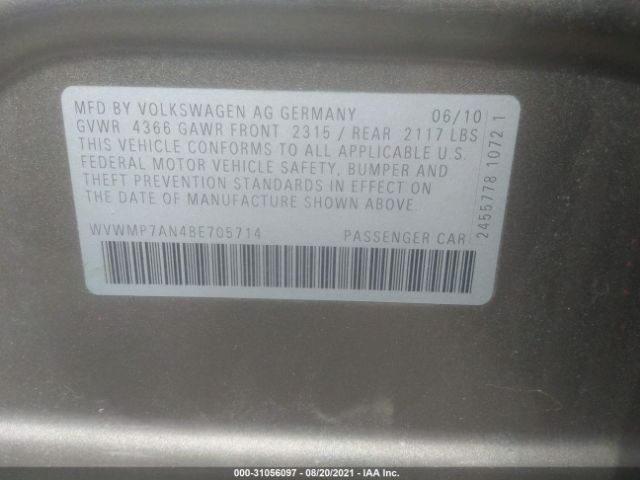 MFD BY VOLKSWAGEN AG GERMANY 06/10
GVWR 4366 GAWR FRONT 2315 / REAR 2117 LBS
THIS VEHICLE CONFORMS TO ALL APPLICABLE U.S.
FEDERAL MOTOR VEHICLE SAFETY, BUMPER AND
THEFT PREVENTION STANDARDS IN EFFECT ON
THE DATE OF MANUFACTURE SHOWN ABOVE.
WVWMP7AN4BE705714 PASSENGER CAR
2455778 1072 1
000-31056097 - 08/20/2021 - IAA Inc.